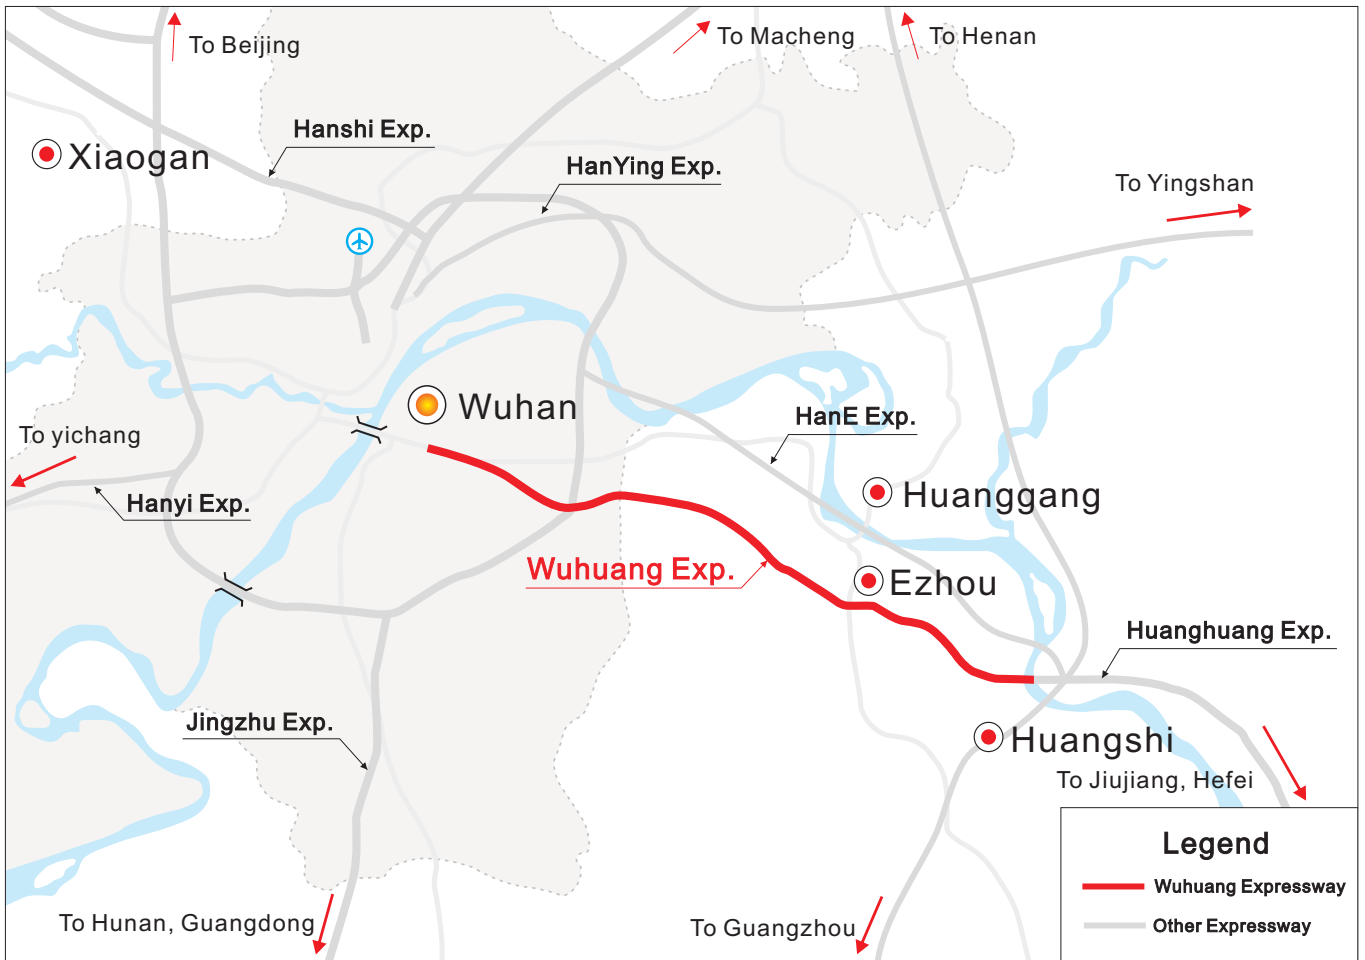 To Beijing
To Macheng
To Henan
Hanshi Exp.
Xiaogan
HanYing Exp.
To Yingshan
Wuhan
HanE Exp.
To yichang
Hanyi Exp.
Huanggang
Wuhuang Exp.
Ezhou
Huanghuang Exp.
Jingzhu Exp.
Huangshi
To Jiujiang, Hefei
Legend
Wuhuang Expressway
Other Expressway
To Hunan, Guangdong
To Guangzhou